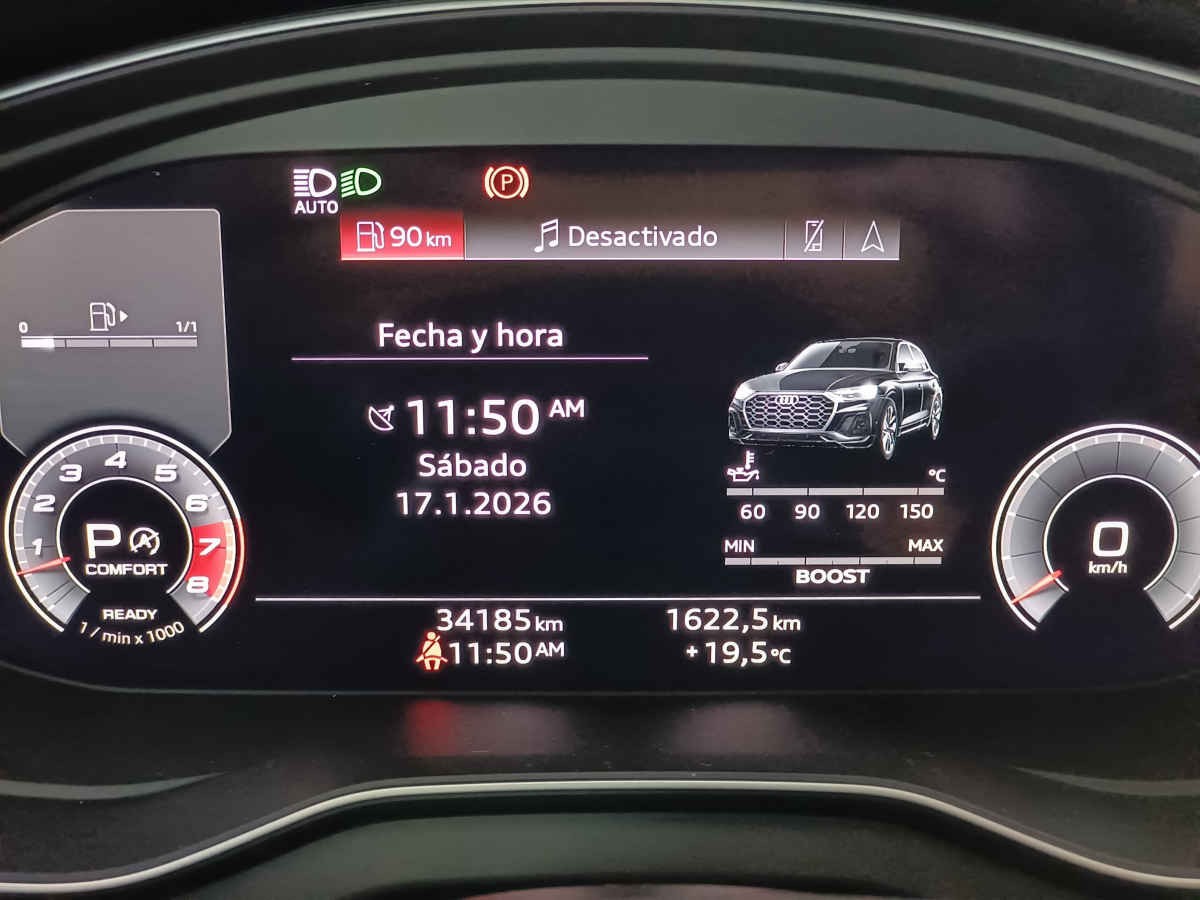 AUTO
P
90 km
Desactivado
0
1/1
Fecha y hora
11:50 AM
Sábado
17.1.2026
°C
60 90 120 150
MIN MAX
BOOST
1 2 3 4 5 6 7 8
P A
COMFORT
READY
1 / min x 1000
0
km/h
34185 km
1622,5 km
11:50 AM
+ 19,5 °C